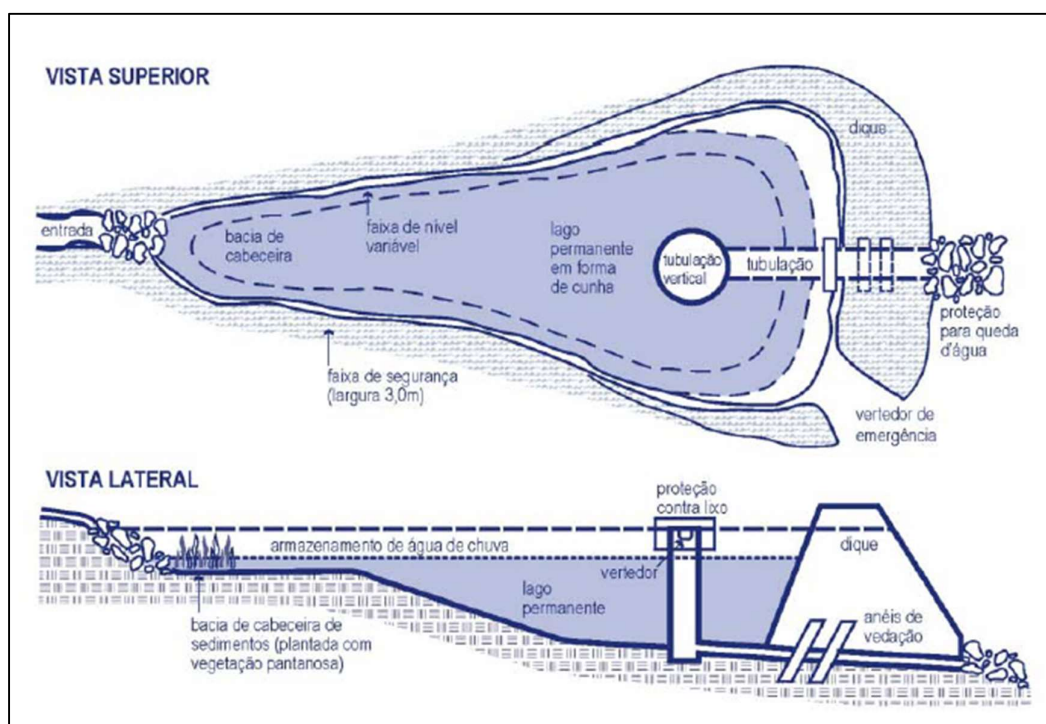 VISTA SUPERIOR
dique
entrada
bacia de
cabeceira
faixa de nível
variável
lago
permanente
em forma
de cunha
tubulação
vertical
tubulação
proteção
para queda
d'água
faixa de segurança
(largura 3,0m)
vertedor de
emergência
VISTA LATERAL
proteção
contra lixo
armazenamento de água de chuva
dique
vertedor
lago
permanente
anéis de
vedação
bacia de cabeceira de
sedimentos (plantada com
vegetação pantanosa)